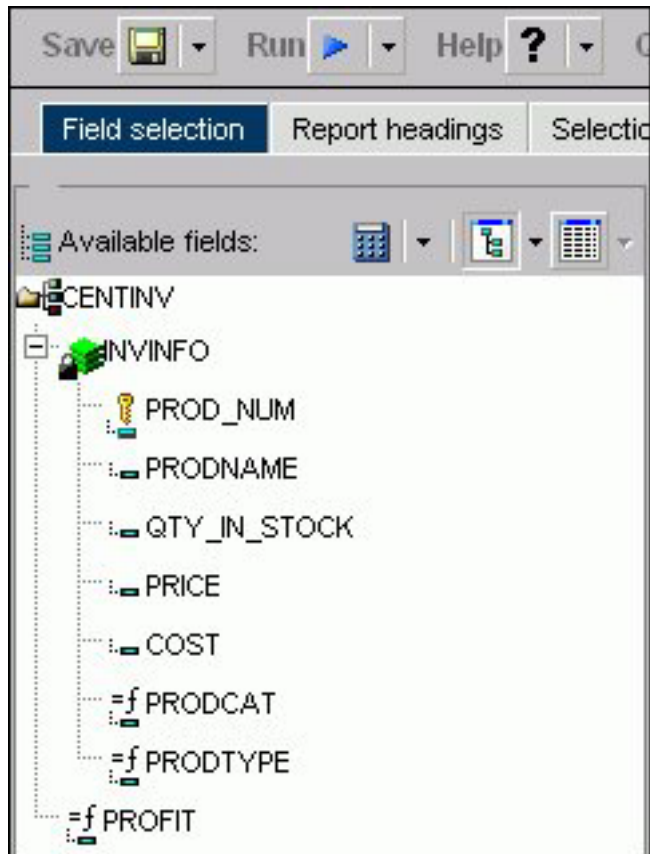 Save Run Help ?
Field selection Report headings Selectio
Available fields:
CENTINV
INVINFO
PROD_NUM
PRODNAME
QTY_IN_STOCK
PRICE
COST
=f PRODCAT
=f PRODTYPE
=f PROFIT